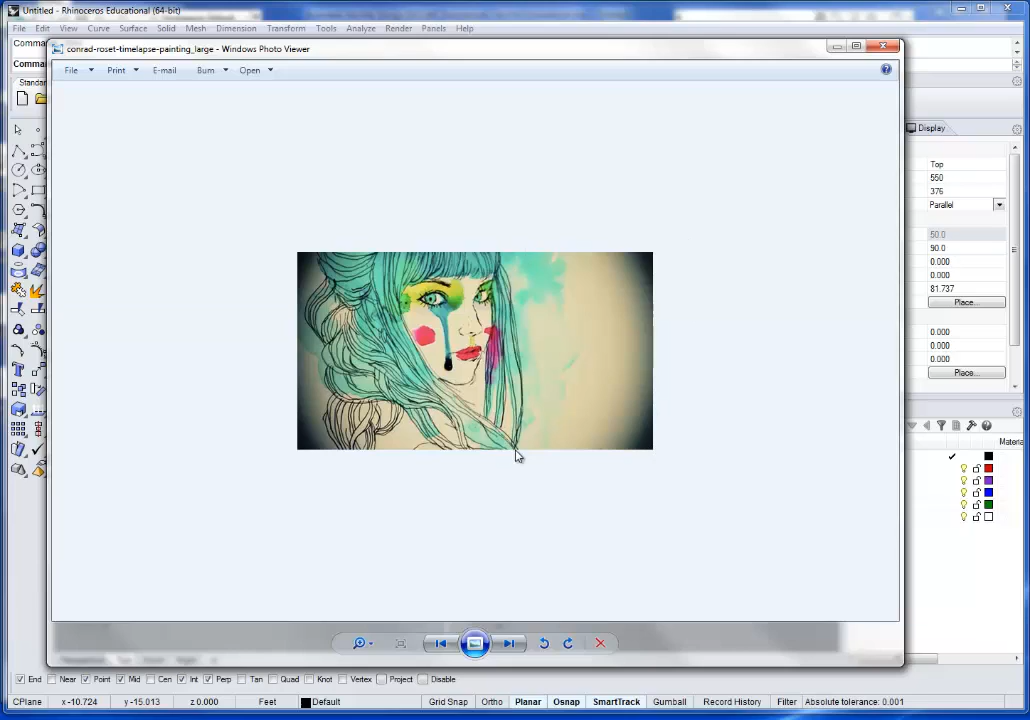 Untitled - Rhinoceros Educational (64-bit)
File Edit View Curve Surface Solid Mesh Dimension Transform Tools Analyze Render Panels Help
conrad-roset-timelapse-painting_large - Windows Photo Viewer
File Print E-mail Burn Open
Display
Top
550
376
Parallel
50.0
90.0
0.000
0.000
81.737
Place...
0.000
0.000
0.000
Place...
End Near Point Mid Cen Int Perp Tan Quad Knot Vertex Project Disable
CPlane x -10.724 y -15.013 z 0.000 Feet Default Grid Snap Ortho Planar Osnap SmartTrack Gumball Record History Filter Absolute tolerance: 0.001